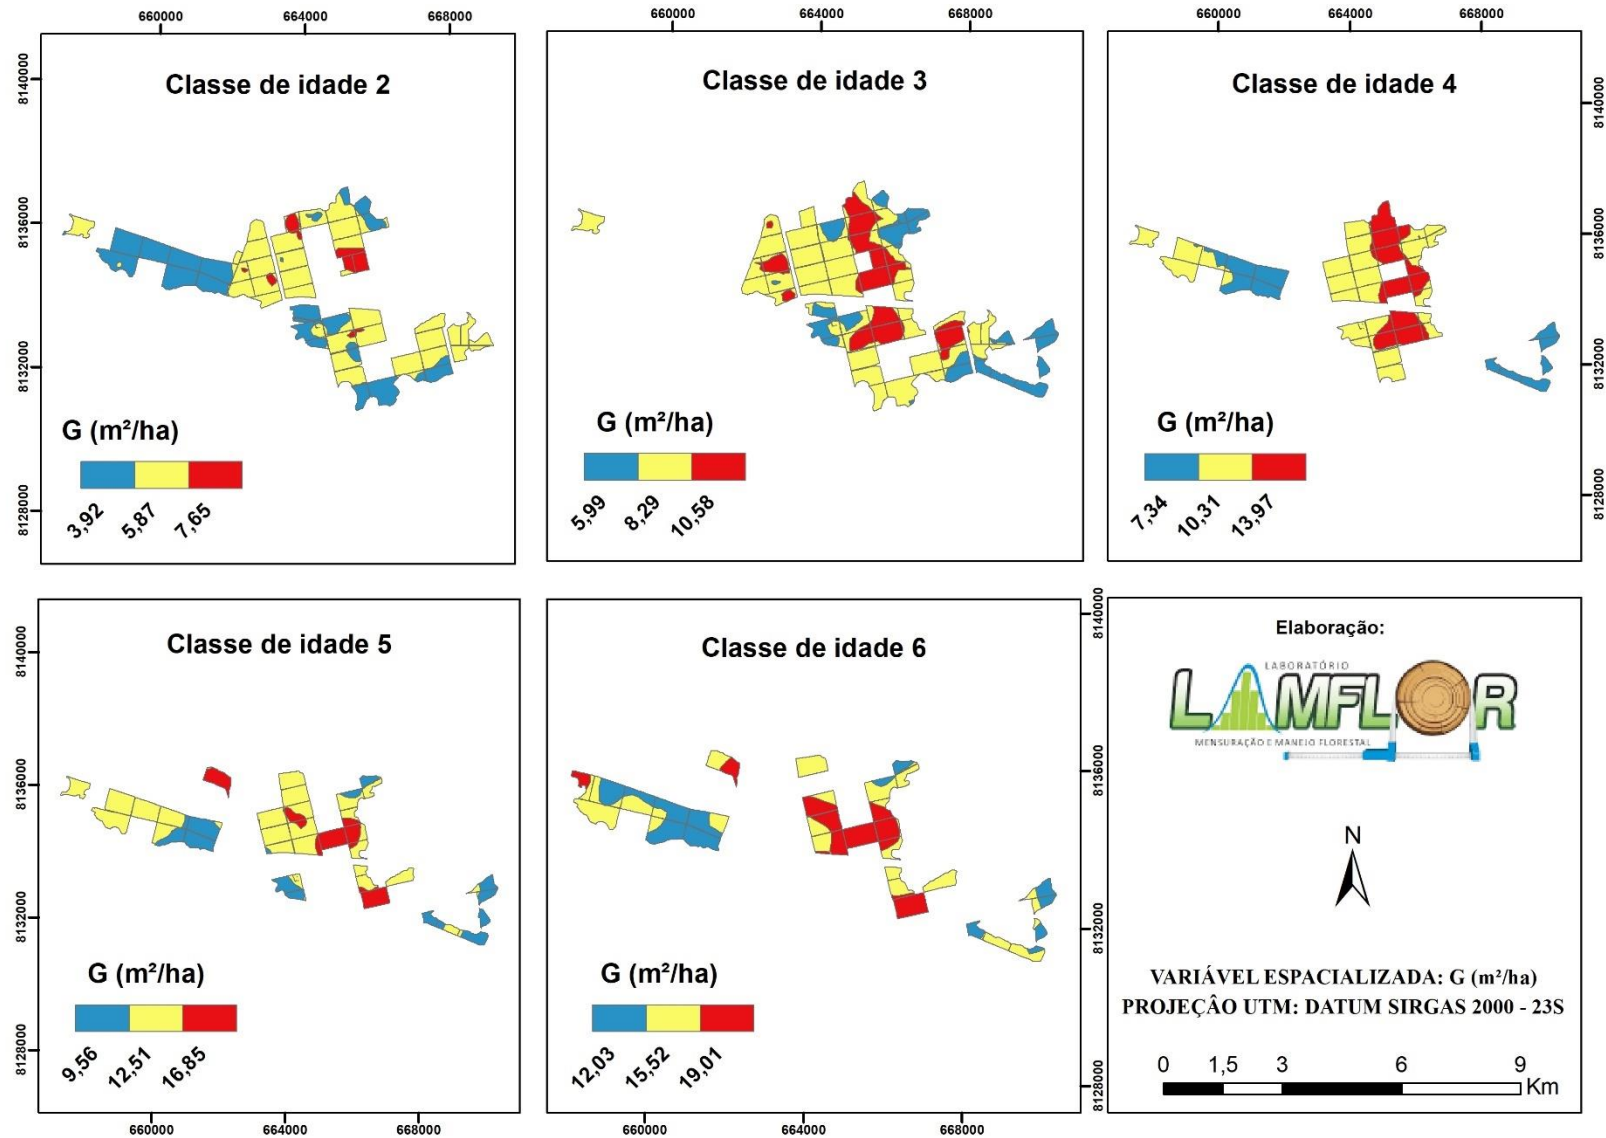 660000 664000 668000
660000 664000 668000
660000 664000 668000
Classe de idade 2
8140000
8136000
8132000
8128000
G (m²/ha)
3,92 5,87 7,65
Classe de idade 3
G (m²/ha)
5,99 8,29 10,58
Classe de idade 4
8140000
8136000
8132000
8128000
G (m²/ha)
7,34 10,31 13,97
Classe de idade 5
8140000
8136000
8132000
8128000
G (m²/ha)
9,56 12,51 16,85
660000 664000 668000
Classe de idade 6
8140000
8136000
8132000
8128000
G (m²/ha)
12,03 15,52 19,01
660000 664000 668000
Elaboração:
LABORATÓRIO
LAMFLOR
MENSURAÇÃO E MANEJO FLORESTAL
N
VARIÁVEL ESPACIALIZADA: G (m²/ha)
PROJEÇÂO UTM: DATUM SIRGAS 2000 - 23S
0 1,5 3 6 9
Km